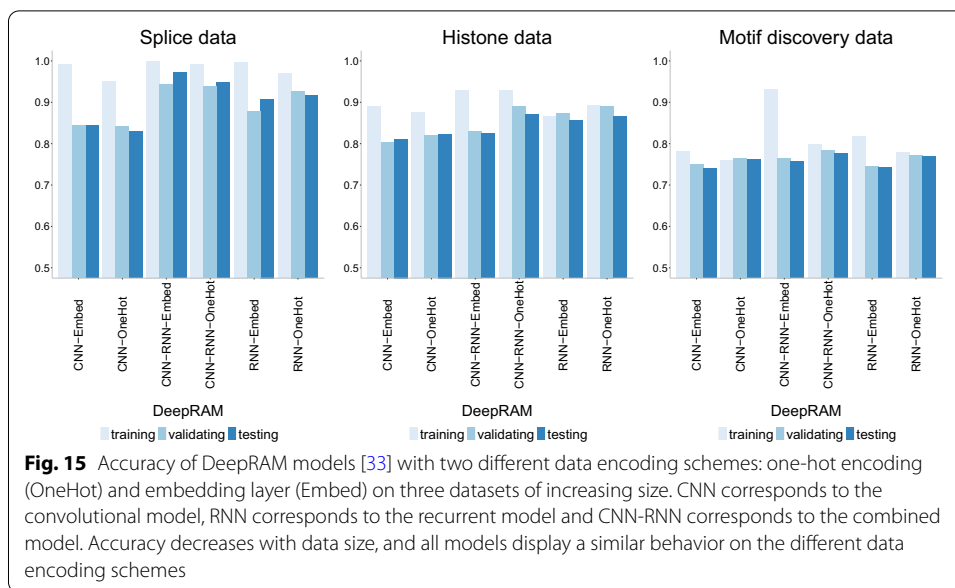 Splice data
Histone data
Motif discovery data
1.0
0.9
0.8
0.7
0.6
0.5
CNN−Embed
CNN−OneHot
CNN−RNN−Embed
CNN−RNN−OneHot
RNN−Embed
RNN−OneHot
DeepRAM
training validating testing
1.0
0.9
0.8
0.7
0.6
0.5
CNN−Embed
CNN−OneHot
CNN−RNN−Embed
CNN−RNN−OneHot
RNN−Embed
RNN−OneHot
DeepRAM
training validating testing
1.0
0.9
0.8
0.7
0.6
0.5
CNN−Embed
CNN−OneHot
CNN−RNN−Embed
CNN−RNN−OneHot
RNN−Embed
RNN−OneHot
DeepRAM
training validating testing
Fig. 15 Accuracy of DeepRAM models [33] with two different data encoding schemes: one-hot encoding
(OneHot) and embedding layer (Embed) on three datasets of increasing size. CNN corresponds to the
convolutional model, RNN corresponds to the recurrent model and CNN-RNN corresponds to the combined
model. Accuracy decreases with data size, and all models display a similar behavior on the different data
encoding schemes